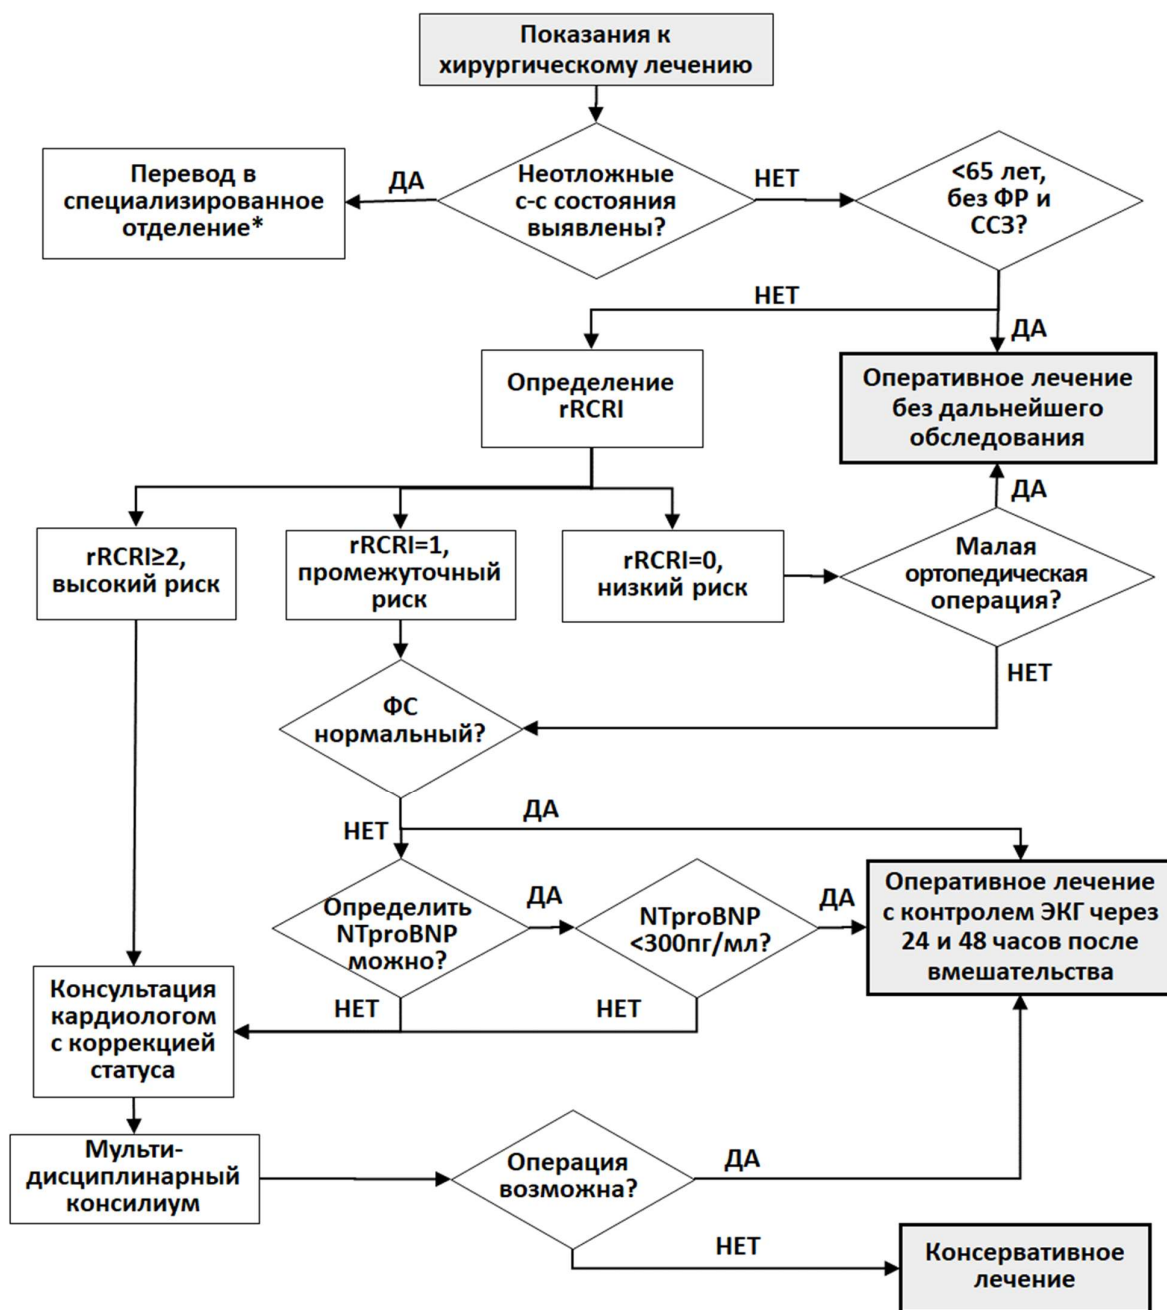 Показания к
хирургическому лечению
Перевод в
специализированное
отделение*
ДА
Неотложные
с-с состояния
выявлены?
НЕТ
<65 лет,
без ФР и
ССЗ?
НЕТ
ДА
Определение
rRCRI
Оперативное лечение
без дальнейшего
обследования
ДА
rRCRI≥2,
высокий риск
rRCRI=1,
промежуточный
риск
rRCRI=0,
низкий риск
Малая
ортопедическая
операция?
НЕТ
ФС
нормальный?
ДА
НЕТ
Определить
NTproBNP
можно?
ДА
NTproBNP
<300пг/мл?
ДА
Оперативное лечение
с контролем ЭКГ через
24 и 48 часов после
вмешательства
НЕТ
НЕТ
Консультация
кардиологом
с коррекцией
статуса
Мульти-
дисциплинарный
консилиум
Операция
возможна?
ДА
НЕТ
Консервативное
лечение